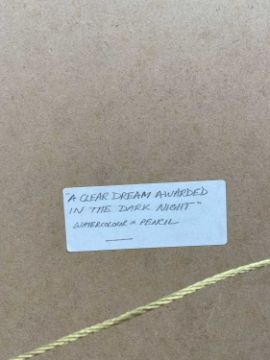 "A CLEAR DREAM AWARDED
IN THE DARK NIGHT"
WATERCOLOUR & PENCIL